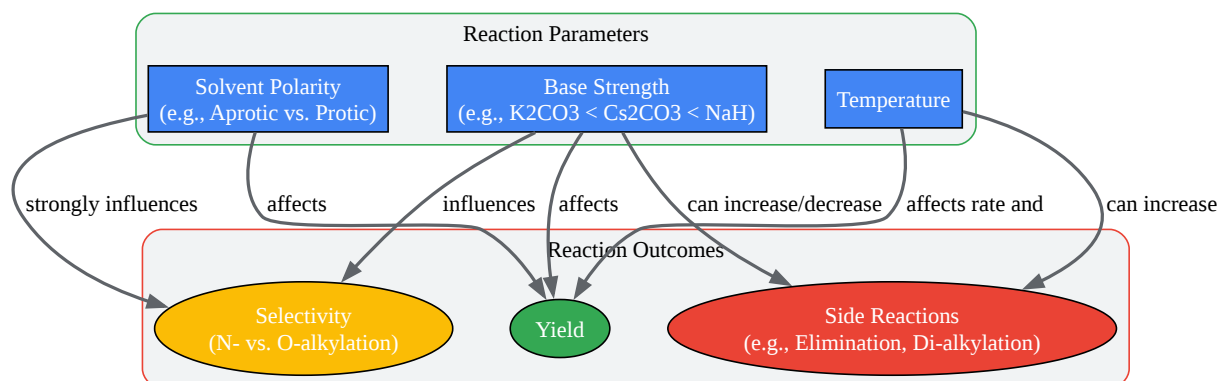 Reaction Parameters
Solvent Polarity
(e.g., Aprotic vs. Protic)
Base Strength
(e.g., K2CO3 < Cs2CO3 < NaH)
Temperature
strongly influences
affects
influences
affects
can increase/decrease
affects rate and
can increase
Reaction Outcomes
Selectivity
(N- vs. O-alkylation)
Yield
Side Reactions
(e.g., Elimination, Di-alkylation)